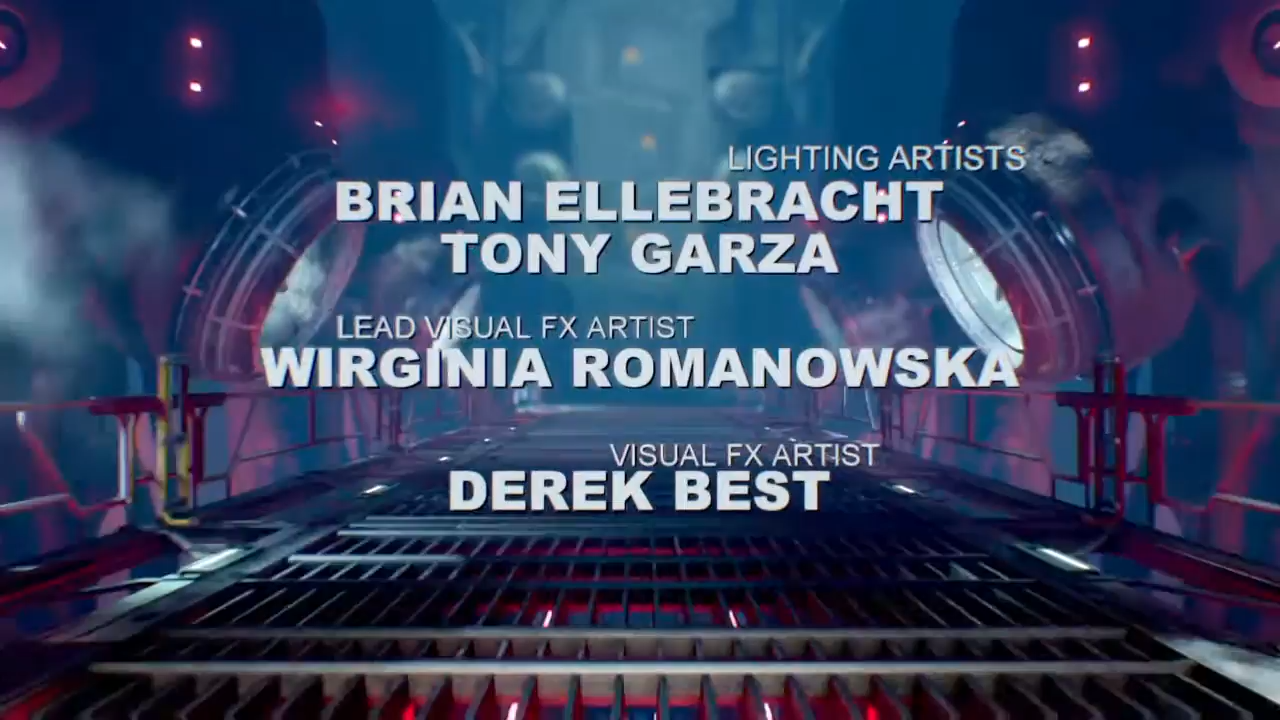 LIGHTING ARTISTS
BRIAN ELLEBRACHT
TONY GARZA
LEAD VISUAL FX ARTIST
WIRGINIA ROMANOWSKA
VISUAL FX ARTIST
DEREK BEST